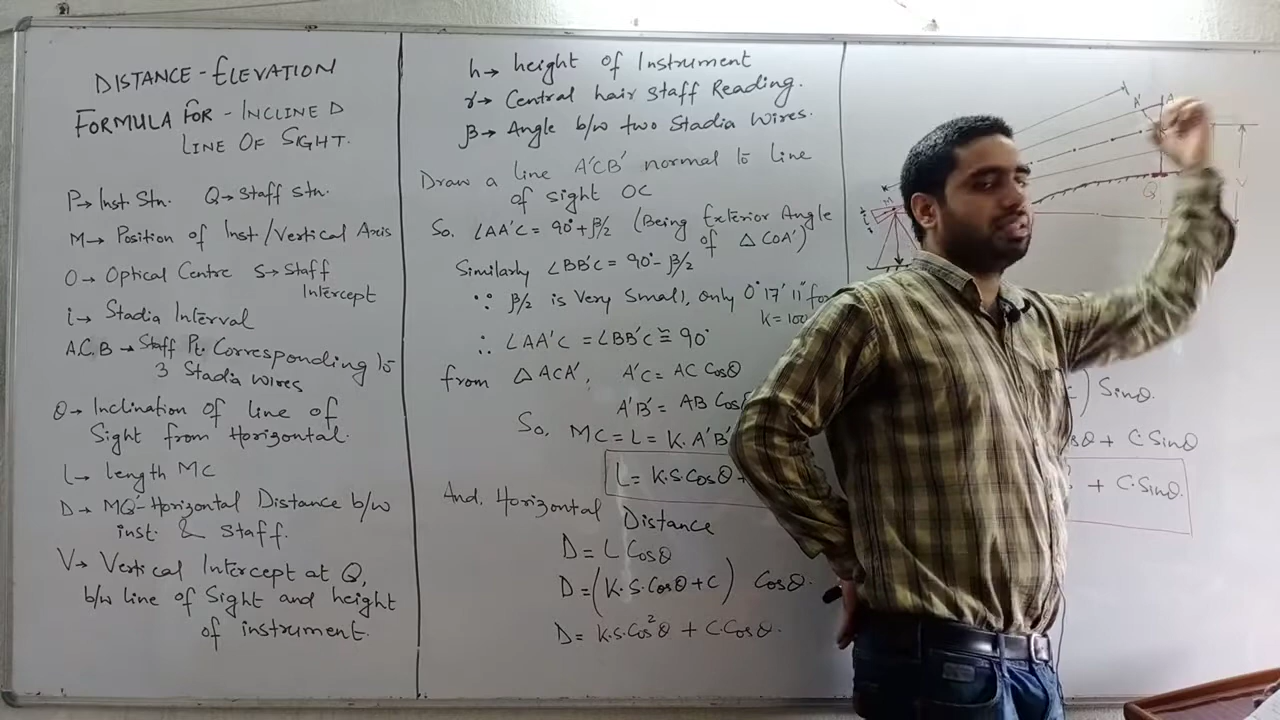 DISTANCE - ELEVATION
FORMULA FOR - INCLINED
LINE OF SIGHT.
P→ Inst Stn. Q→ Staff Stn.
M→ Position of Inst/Vertical Axis
O→ Optical Centre S→ Staff
Intercept
i→ Stadia Interval
A.C.B → Staff Pt. Corresponding to
3 Stadia wires
θ→ Inclination of line of
Sight from Horizontal.
L→ length MC
D→ MQ'-Horizontal Distance b/w
inst. & Staff.
V→ Vertical Intercept at Q,
b/w line of Sight and height
of instrument.
h→ height of Instrument
r→ Central hair Staff Reading.
β→ Angle b/w two Stadia Wires.
Draw a line A'CB' normal to line
of sight OC
So, ∠AA'C = 90°+β/2 (Being Exterior Angle
of △COA')
Similarly ∠BB'C = 90°-β/2
∵ β/2 is Very Small, only 0°17'11" for
k=100
∴ ∠AA'C = ∠BB'C ≅ 90°
from △ACA', A'C = AC Cosθ
A'B' = AB Cosθ
So, MC = L = K.A'B'
L = K.S.Cosθ +
And, Horizontal Distance
D = L Cosθ
D = (K.S.Cosθ + C) Cosθ.
D = K.S.Cos²θ + C.Cosθ.
A' A
M
Q
V
) Sinθ.
+ C.Sinθ
+ C.Sinθ.